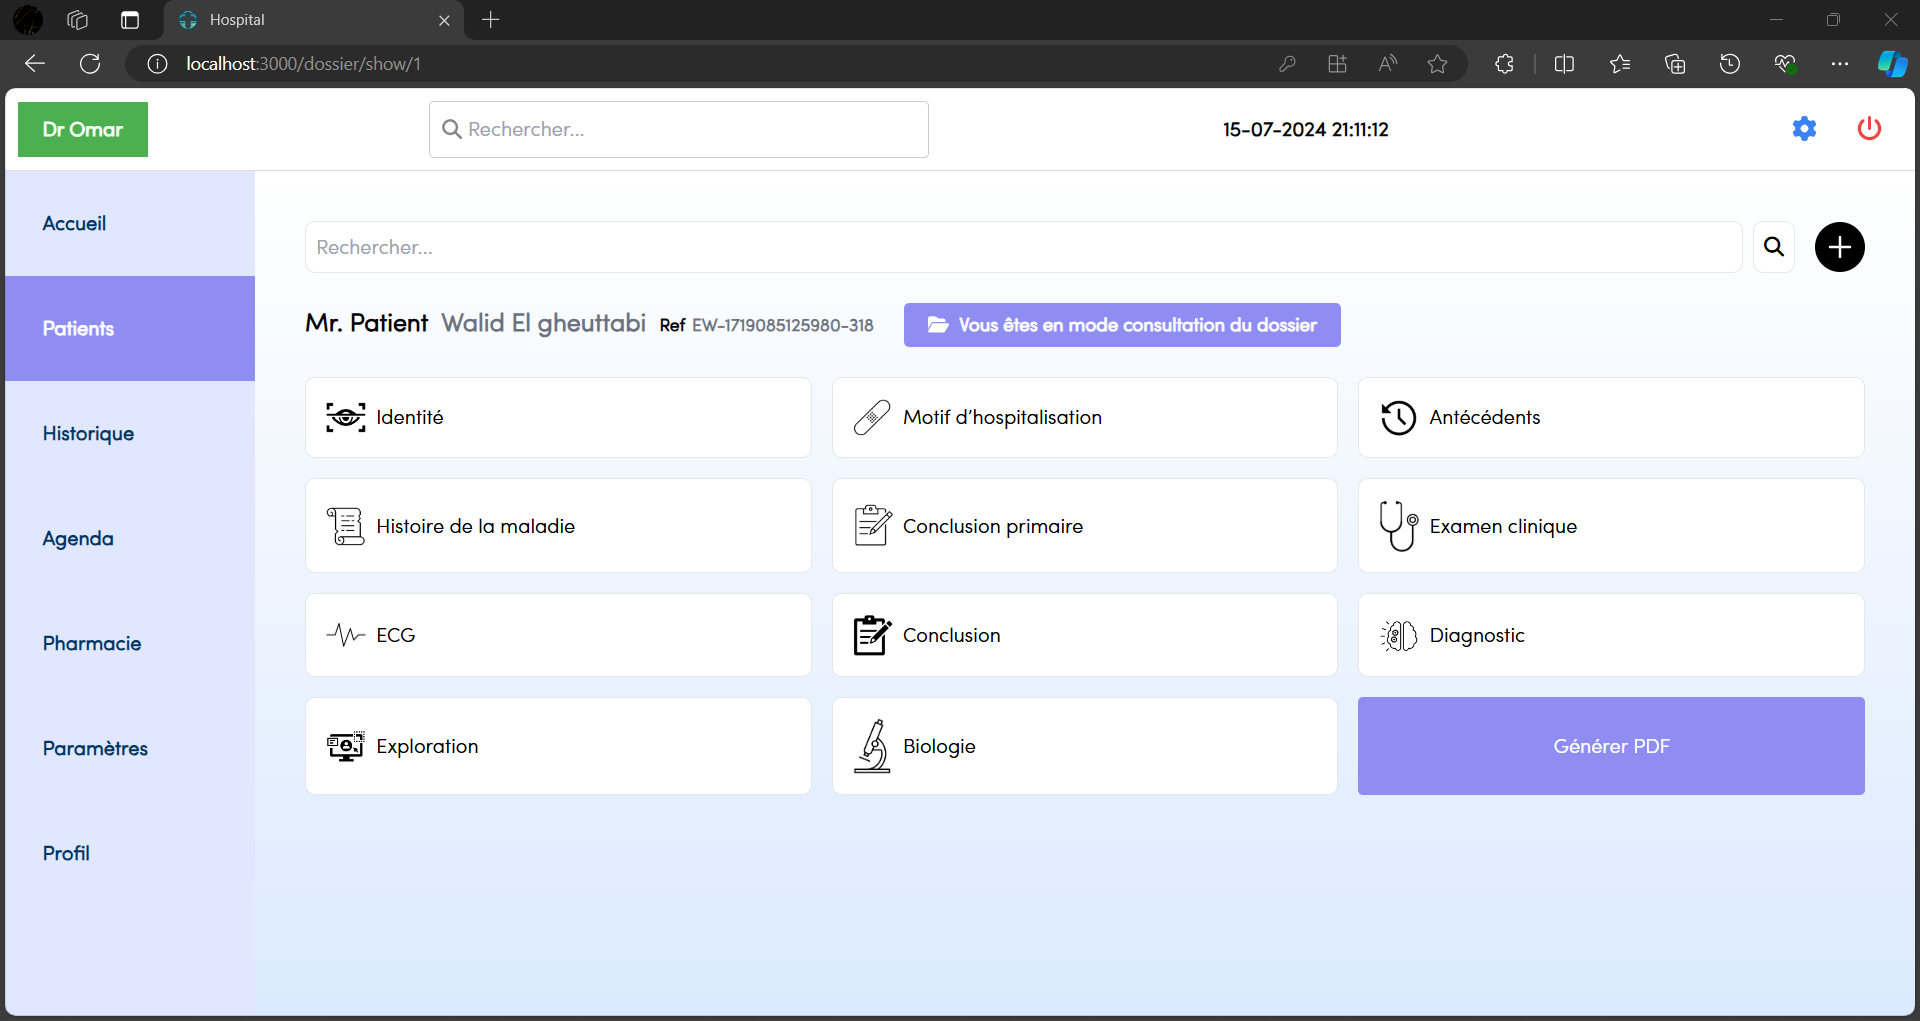 Hospital
localhost:3000/dossier/show/1
Dr Omar
Rechercher...
15-07-2024 21:11:12
Accueil
Patients
Historique
Agenda
Pharmacie
Paramètres
Profil
Rechercher...
Mr. Patient Walid El gheuttabi Ref EW-1719085125980-318
Vous êtes en mode consultation du dossier
Identité
Motif d’hospitalisation
Antécédents
Histoire de la maladie
Conclusion primaire
Examen clinique
ECG
Conclusion
Diagnostic
Exploration
Biologie
Générer PDF